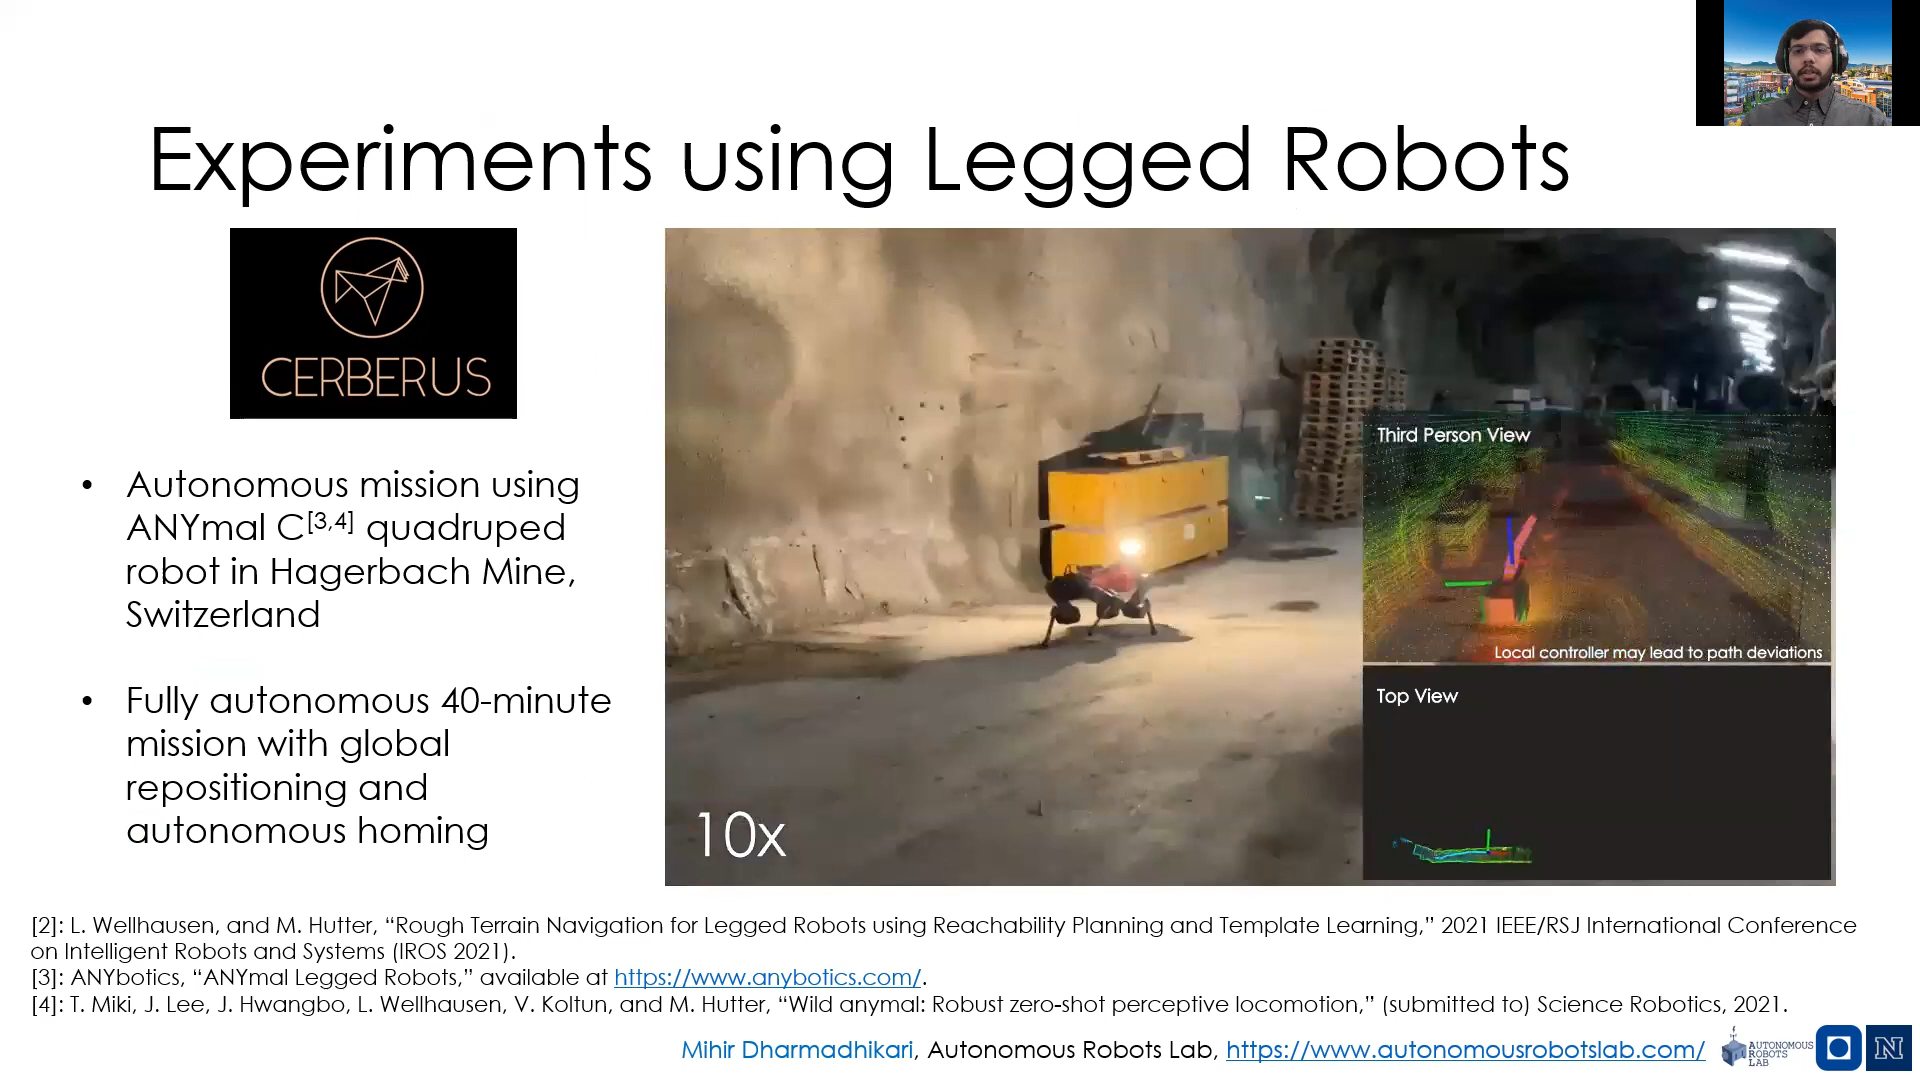 Experiments using Legged Robots
CERBERUS
• Autonomous mission using
ANYmal C[3,4] quadruped
robot in Hagerbach Mine,
Switzerland
• Fully autonomous 40-minute
mission with global
repositioning and
autonomous homing
10x
Third Person View
Local controller may lead to path deviations
Top View
[2]: L. Wellhausen, and M. Hutter, “Rough Terrain Navigation for Legged Robots using Reachability Planning and Template Learning,” 2021 IEEE/RSJ International Conference
on Intelligent Robots and Systems (IROS 2021).
[3]: ANYbotics, “ANYmal Legged Robots,” available at https://www.anybotics.com/.
[4]: T. Miki, J. Lee, J. Hwangbo, L. Wellhausen, V. Koltun, and M. Hutter, “Wild anymal: Robust zero-shot perceptive locomotion,” (submitted to) Science Robotics, 2021.
Mihir Dharmadhikari, Autonomous Robots Lab, https://www.autonomousrobotslab.com/
AUTONOMOUS
ROBOTS
LAB
N